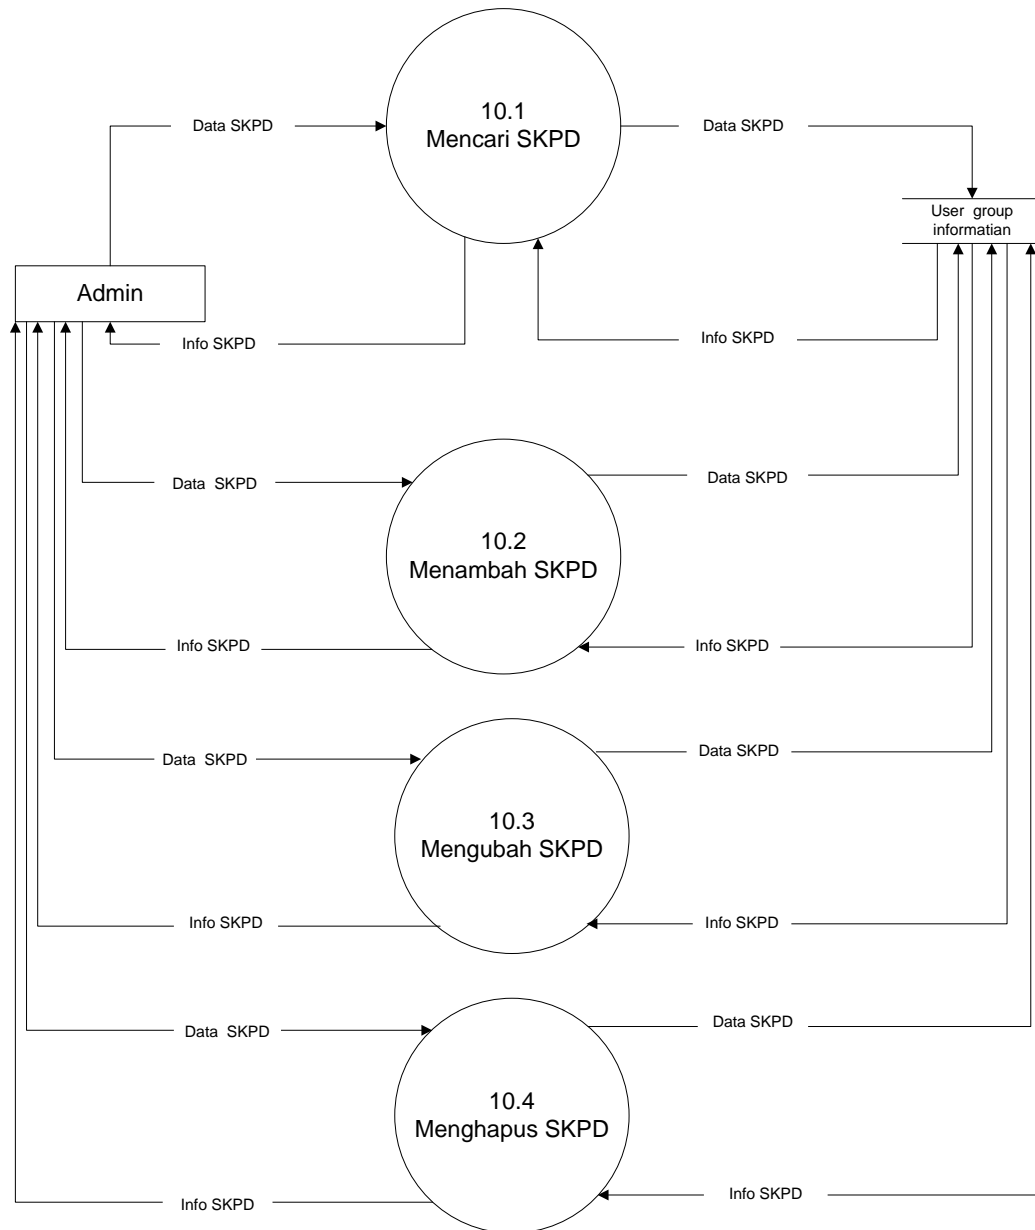 10.1
Mencari SKPD
Data SKPD
Data SKPD
User group
informatian
Admin
Info SKPD
Info SKPD
Data SKPD
Data SKPD
10.2
Menambah SKPD
Info SKPD
Info SKPD
Data SKPD
Data SKPD
10.3
Mengubah SKPD
Info SKPD
Info SKPD
Data SKPD
Data SKPD
10.4
Menghapus SKPD
Info SKPD
Info SKPD